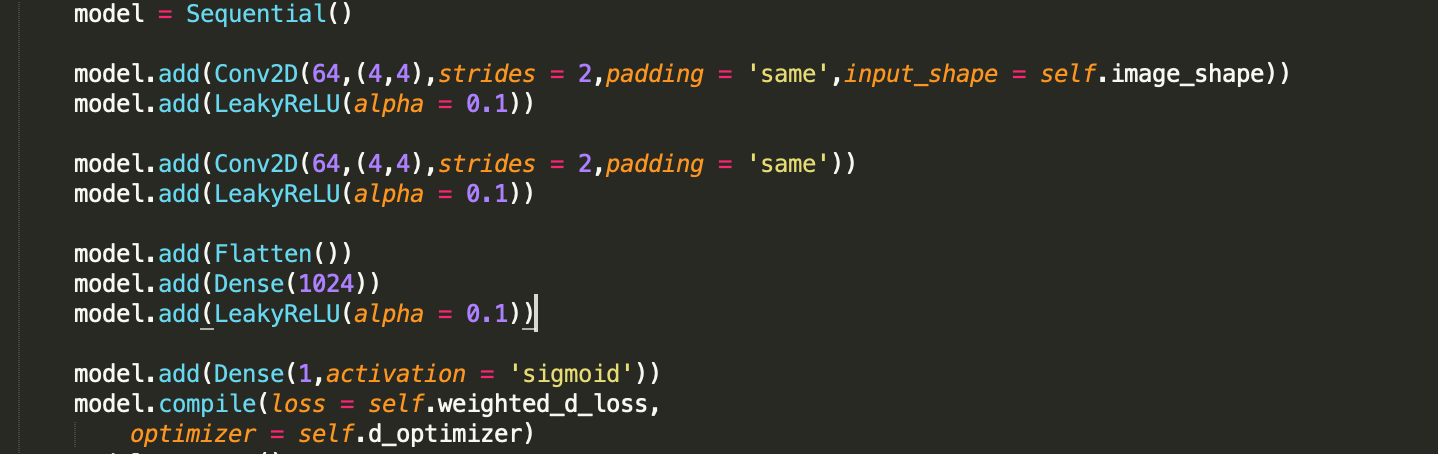 model = Sequential()
model.add(Conv2D(64,(4,4),strides = 2,padding = 'same',input_shape = self.image_shape))
model.add(LeakyReLU(alpha = 0.1))
model.add(Conv2D(64,(4,4),strides = 2,padding = 'same'))
model.add(LeakyReLU(alpha = 0.1))
model.add(Flatten())
model.add(Dense(1024))
model.add(LeakyReLU(alpha = 0.1))
model.add(Dense(1,activation = 'sigmoid'))
model.compile(loss = self.weighted_d_loss,
optimizer = self.d_optimizer)